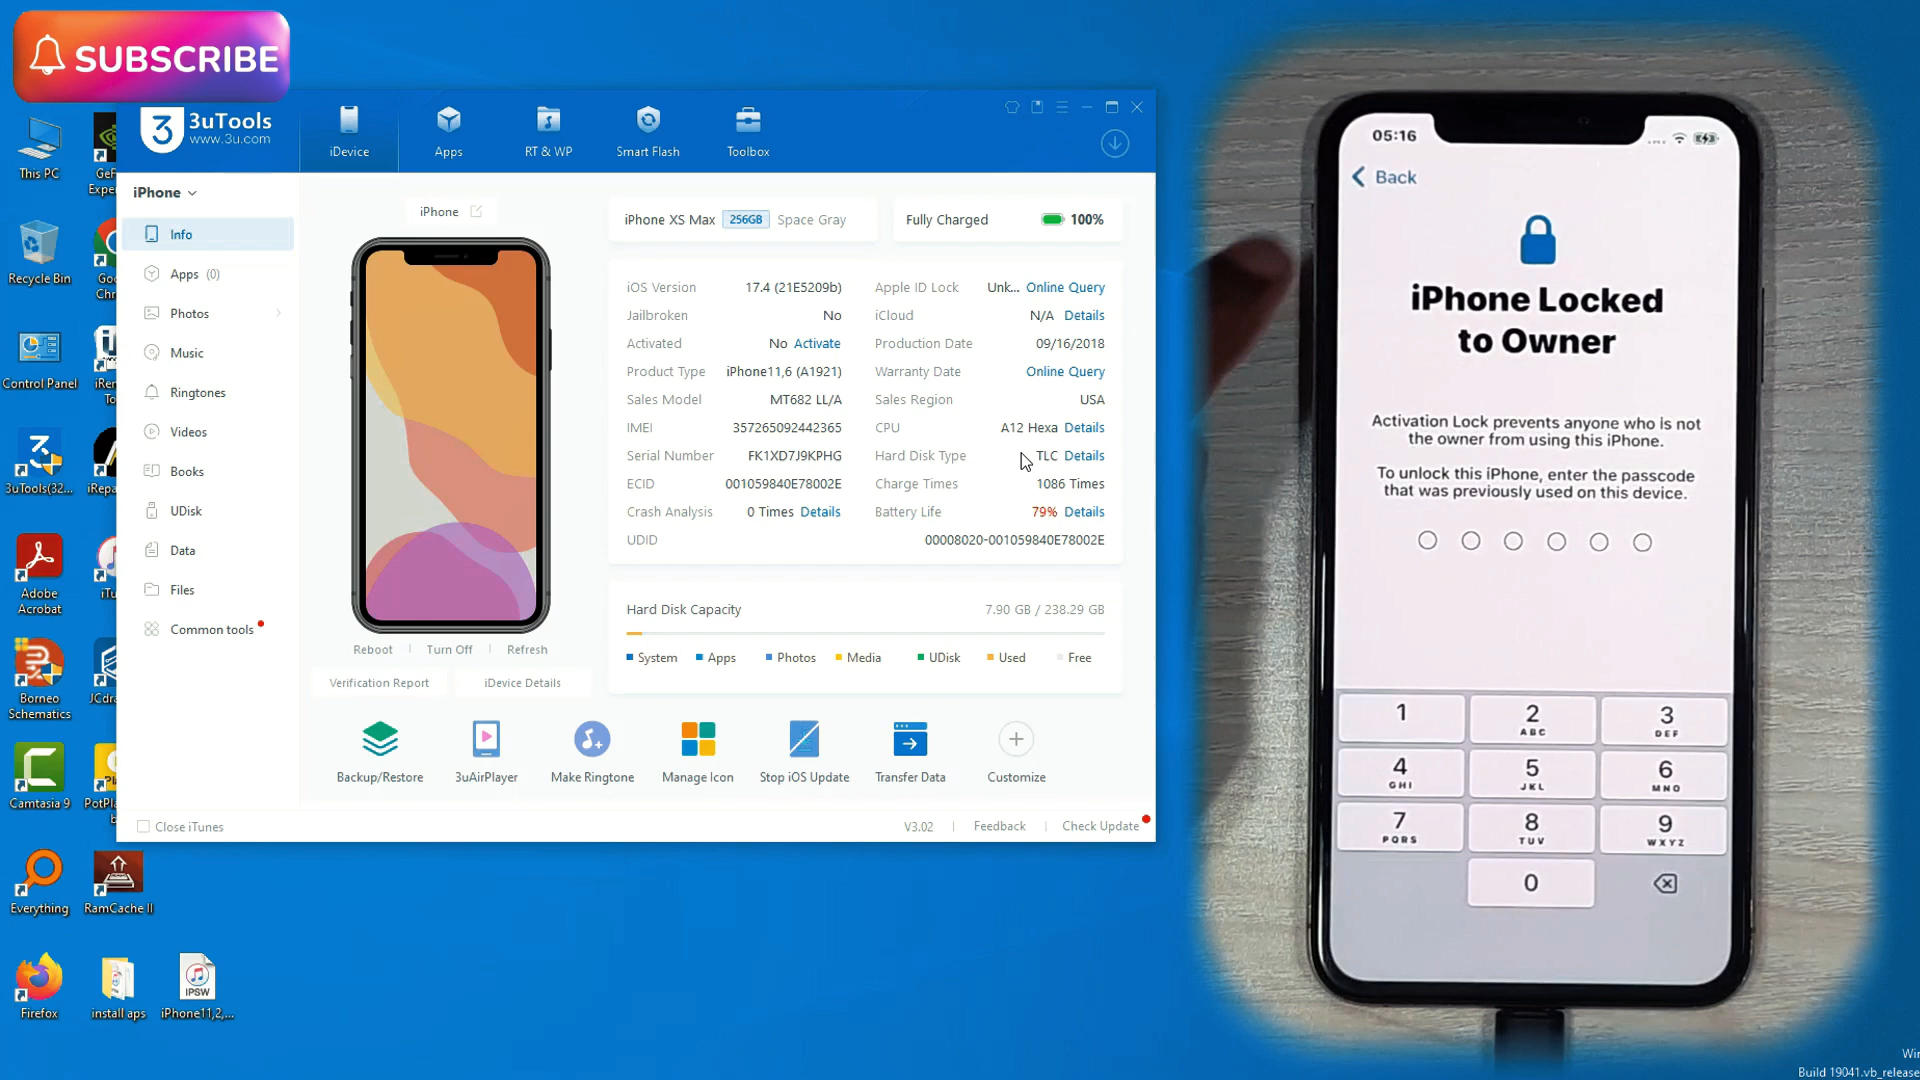 SUBSCRIBE
3uTools
www.3u.com
iDevice
Apps
RT & WP
Smart Flash
Toolbox
This PC
Recycle Bin
Control Panel
3uTools(32...
Adobe
Acrobat
Borneo
Schematics
Camtasia 9
Everything
RamCache II
Firefox
install aps
IPSW
iPhone11,2,...
GeF
Exper
Goo
Chr
iRen
To
iRepa
iTu
JCdra
PotPla
b
iPhone
Info
Apps (0)
Photos
Music
Ringtones
Videos
Books
UDisk
Data
Files
Common tools
iPhone
Reboot
Turn Off
Refresh
Verification Report
iDevice Details
iPhone XS Max 256GB Space Gray
Fully Charged 100%
iOS Version 17.4 (21E5209b)
Apple ID Lock Unk... Online Query
Jailbroken No
iCloud N/A Details
Activated No Activate
Production Date 09/16/2018
Product Type iPhone11,6 (A1921)
Warranty Date Online Query
Sales Model MT682 LL/A
Sales Region USA
IMEI 357265092442365
CPU A12 Hexa Details
Serial Number FK1XD7J9KPHG
Hard Disk Type TLC Details
ECID 001059840E78002E
Charge Times 1086 Times
Crash Analysis 0 Times Details
Battery Life 79% Details
UDID 00008020-001059840E78002E
Hard Disk Capacity 7.90 GB / 238.29 GB
System Apps Photos Media UDisk Used Free
Backup/Restore
3uAirPlayer
Make Ringtone
Manage Icon
Stop iOS Update
Transfer Data
Customize
Close iTunes
V3.02
Feedback
Check Update
05:16
Back
iPhone Locked
to Owner
Activation Lock prevents anyone who is not
the owner from using this iPhone.
To unlock this iPhone, enter the passcode
that was previously used on this device.
1
2
ABC
3
DEF
4
GHI
5
JKL
6
MNO
7
PQRS
8
TUV
9
WXYZ
0
Win
Build 19041.vb_release